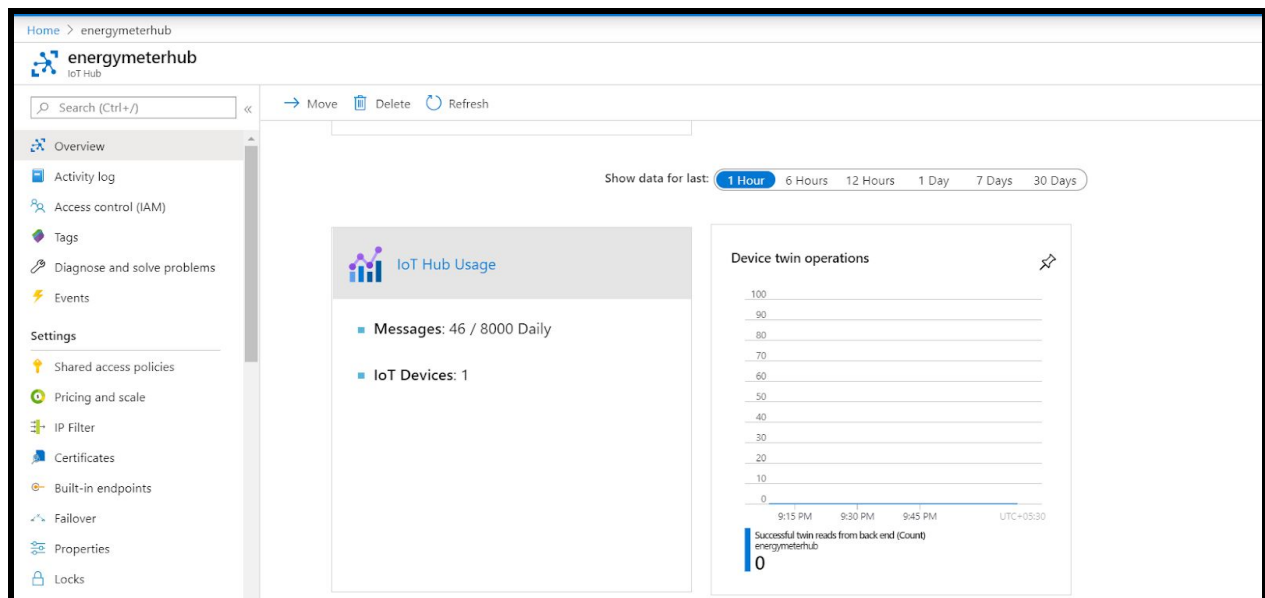 Home > energymeterhub
energymeterhub
IoT Hub
Search (Ctrl+/)
«
Overview
Activity log
Access control (IAM)
Tags
Diagnose and solve problems
Events
Settings
Shared access policies
Pricing and scale
IP Filter
Certificates
Built-in endpoints
Failover
Properties
Locks
Move Delete Refresh
Show data for last: 1 Hour 6 Hours 12 Hours 1 Day 7 Days 30 Days
IoT Hub Usage
Messages: 46 / 8000 Daily
IoT Devices: 1
Device twin operations
100
90
80
70
60
50
40
30
20
10
0
9:15 PM 9:30 PM 9:45 PM UTC+05:30
Successful twin reads from back end (Count)
energymeterhub
0